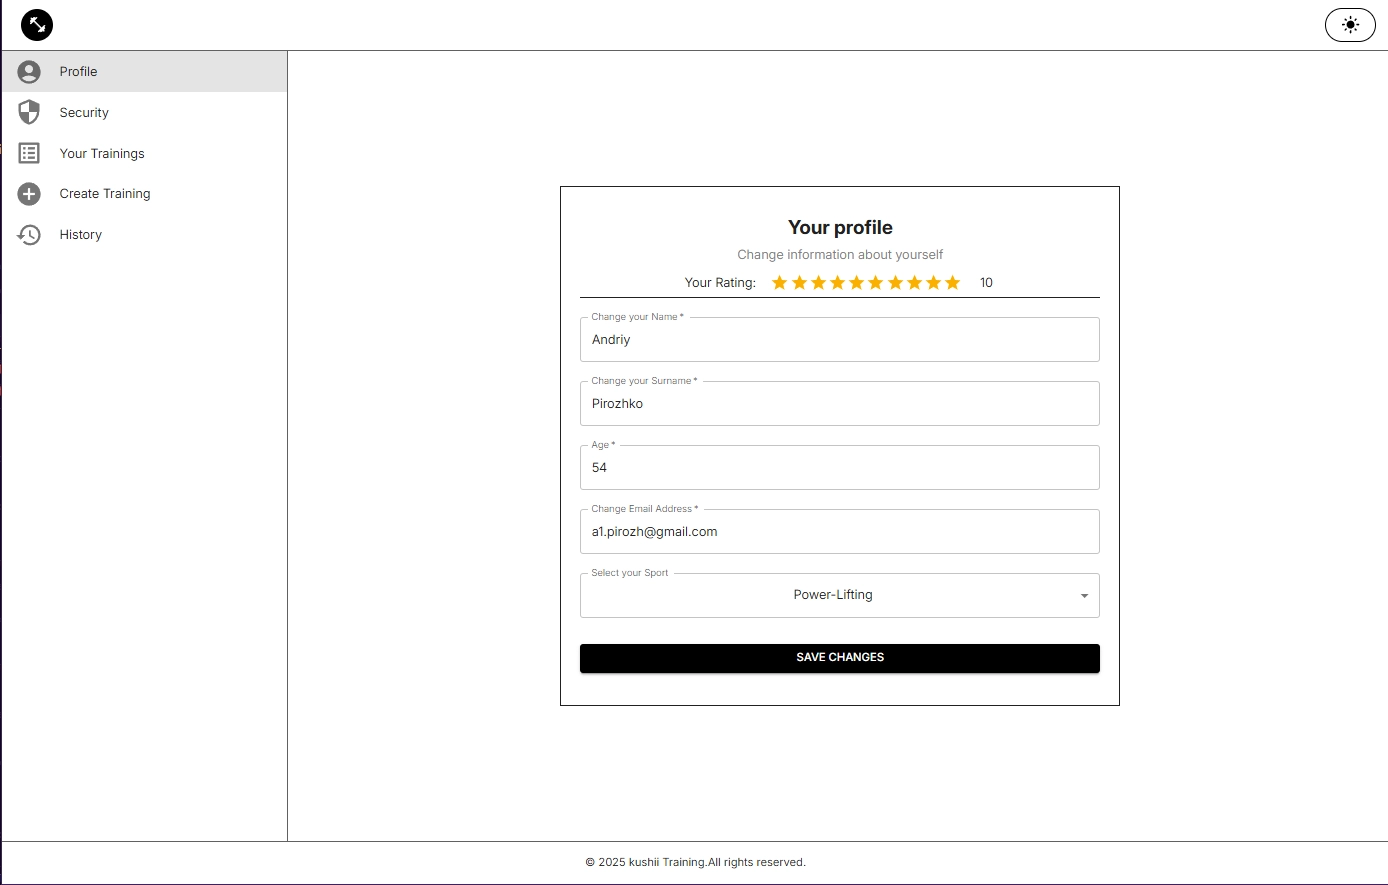 Profile
Security
Your Trainings
Create Training
History
Your profile
Change information about yourself
Your Rating: 10
Change your Name *
Andriy
Change your Surname *
Pirozhko
Age *
54
Change Email Address *
a1.pirozh@gmail.com
Select your Sport
Power-Lifting
SAVE CHANGES
© 2025 kushii Training.All rights reserved.